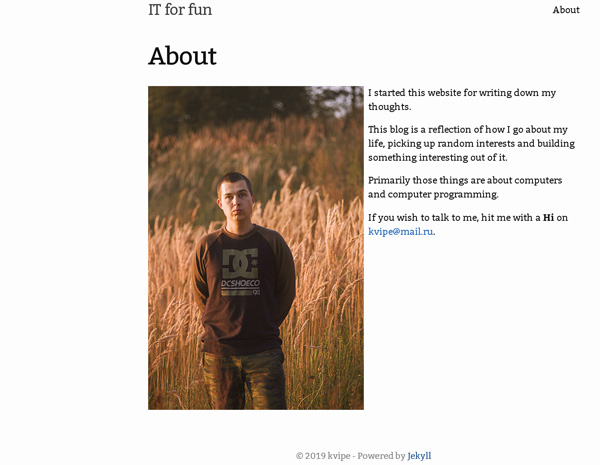 IT for fun
About
About
I started this website for writing down my
thoughts.
This blog is a reflection of how I go about my
life, picking up random interests and building
something interesting out of it.
Primarily those things are about computers
and computer programming.
If you wish to talk to me, hit me with a Hi on
kvipe@mail.ru.
DC
DCSHOECO
© 2019 kvipe - Powered by Jekyll